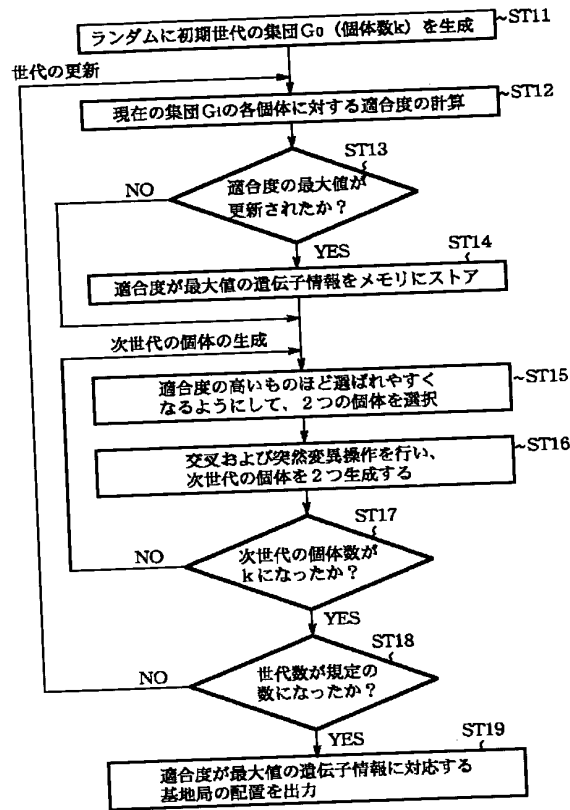 ランダムに初期世代の集団G0（個体数k）を生成
~ST11
世代の更新
現在の集団Giの各個体に対する適合度の計算
~ST12
ST13
適合度の最大値が
更新されたか？
NO
YES
ST14
適合度が最大値の遺伝子情報をメモリにストア
次世代の個体の生成
適合度の高いものほど選ばれやすく
なるようにして、２つの個体を選択
~ST15
交叉および突然変異操作を行い、
次世代の個体を２つ生成する
~ST16
ST17
次世代の個体数が
kになったか？
NO
YES
ST18
世代数が規定の
数になったか？
NO
YES
ST19
適合度が最大値の遺伝子情報に対応する
基地局の配置を出力